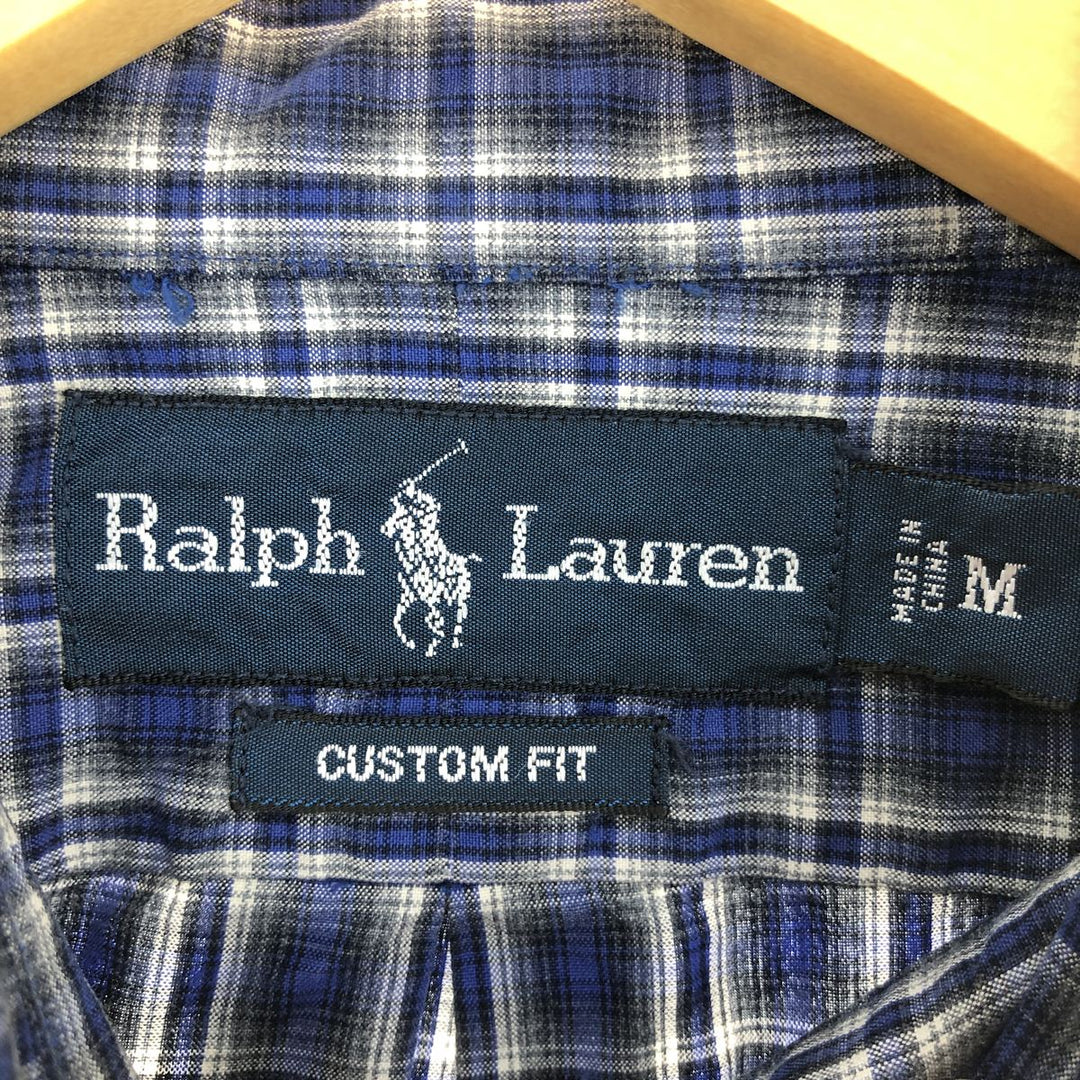 Ralph Lauren
MADE IN
CHINA
M
CUSTOM FIT